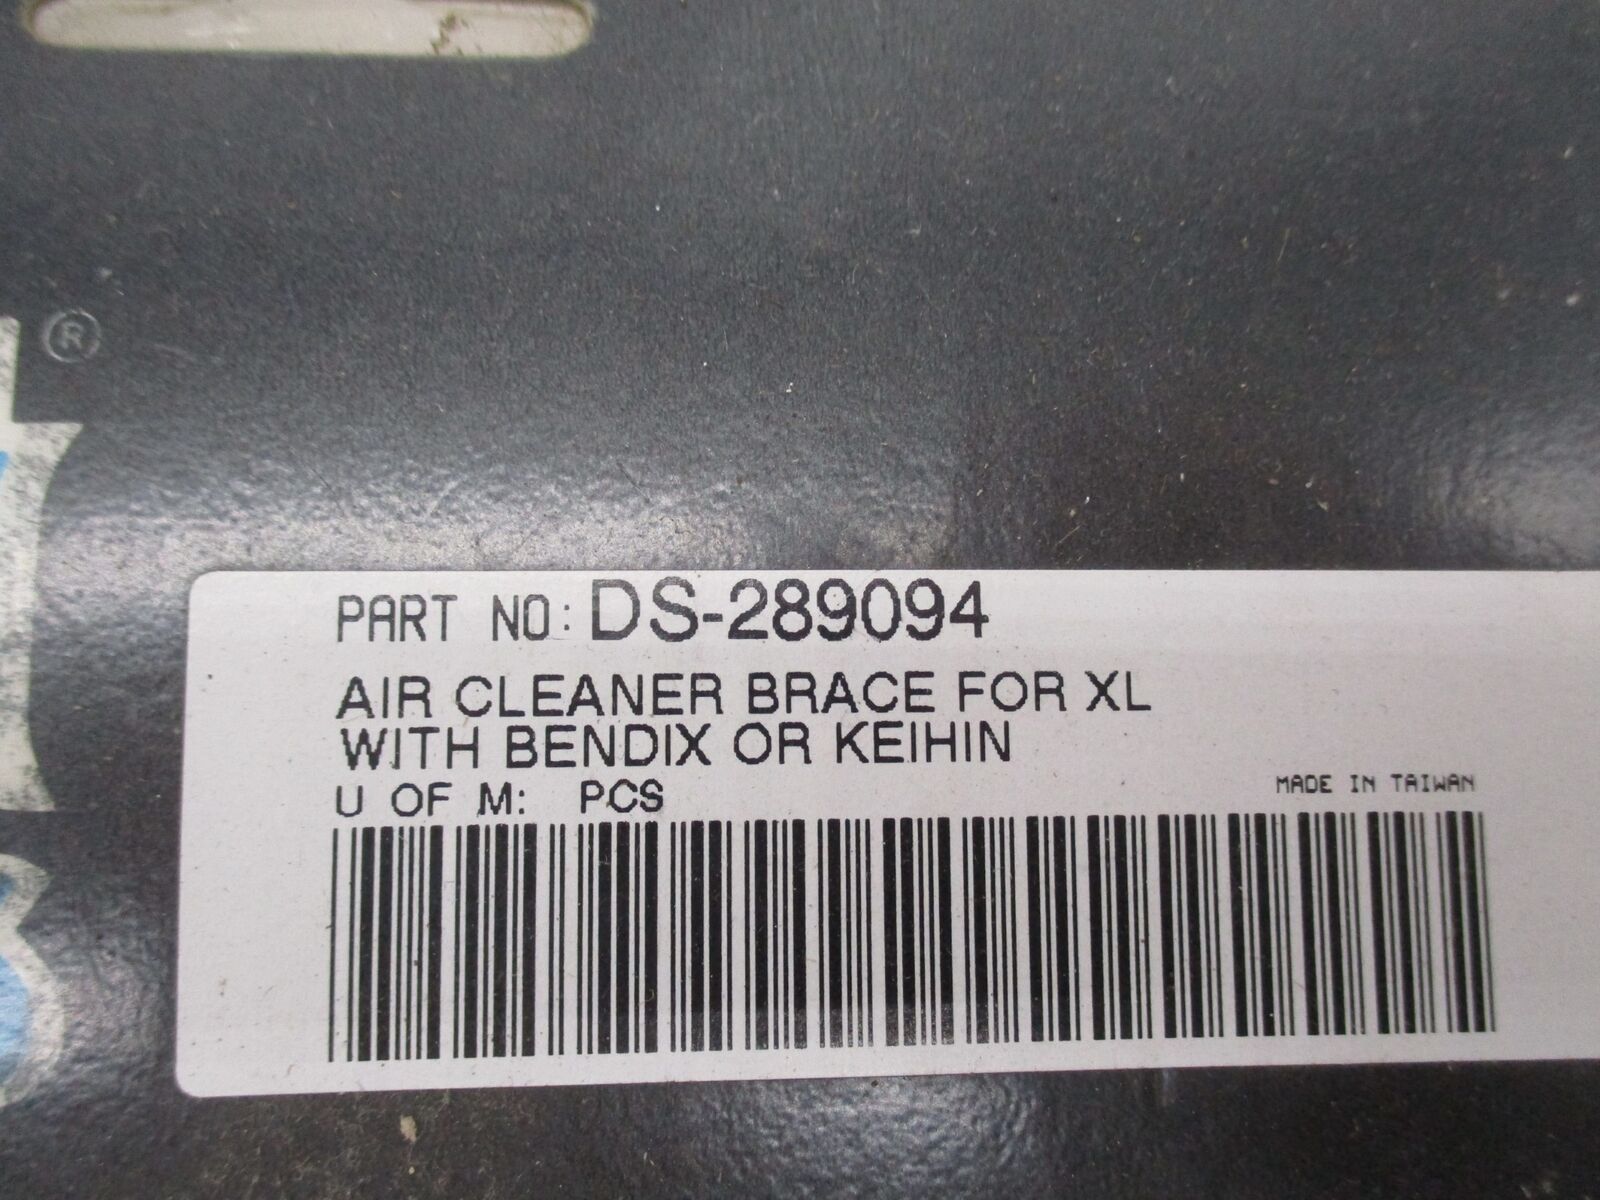 ®
PART NO: DS-289094
AIR CLEANER BRACE FOR XL
WITH BENDIX OR KEIHIN
U OF M: PCS
MADE IN TAIWAN